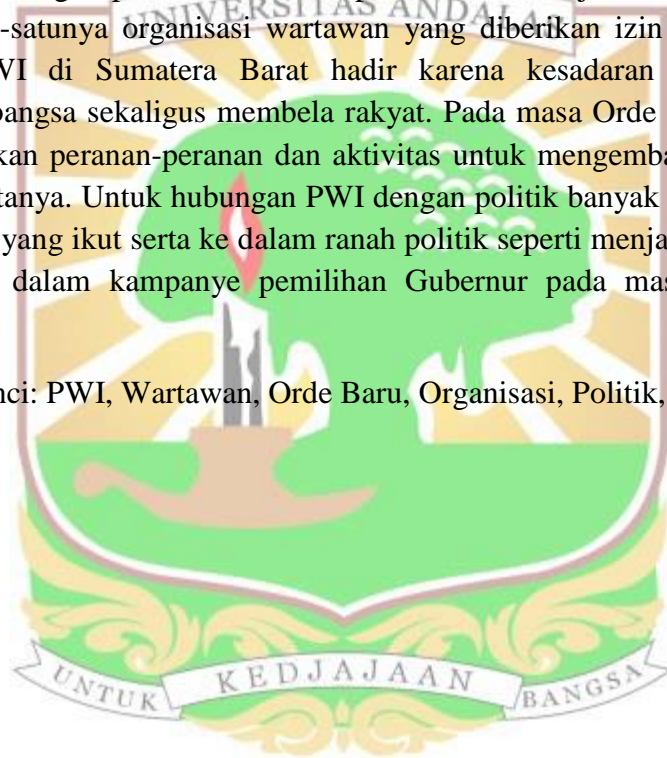 UNIVERSITAS ANDALAS
-satunya organisasi wartawan yang diberikan izin
WI di Sumatera Barat hadir karena kesadaran
bangsa sekaligus membela rakyat. Pada masa Orde
kan peranan-peranan dan aktivitas untuk mengemba
tanya. Untuk hubungan PWI dengan politik banyak
yang ikut serta ke dalam ranah politik seperti menja
dalam kampanye pemilihan Gubernur pada mas
nci: PWI, Wartawan, Orde Baru, Organisasi, Politik,
UNTUK KEDJAJAAN BANGSA